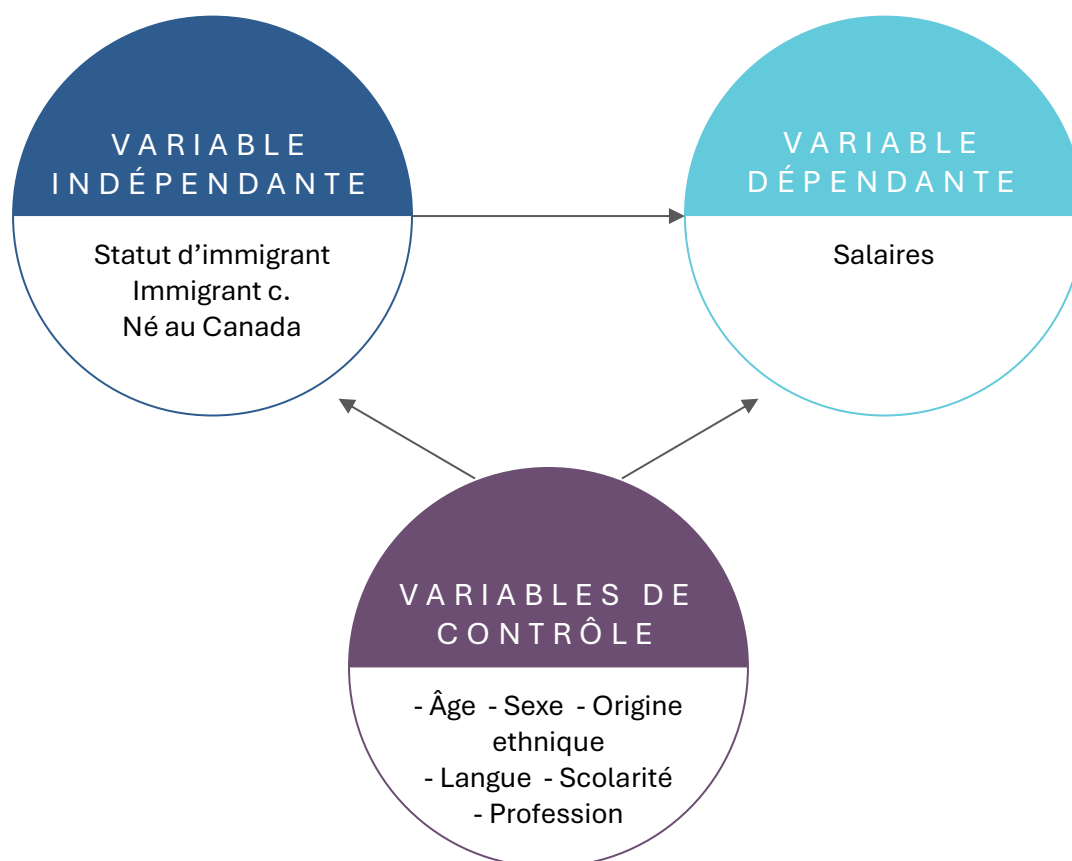 VARIABLE
INDÉPENDANTE
Statut d’immigrant
Immigrant c.
Né au Canada
VARIABLE
DÉPENDANTE
Salaires
VARIABLES DE
CONTRÔLE
- Âge - Sexe - Origine
ethnique
- Langue - Scolarité
- Profession